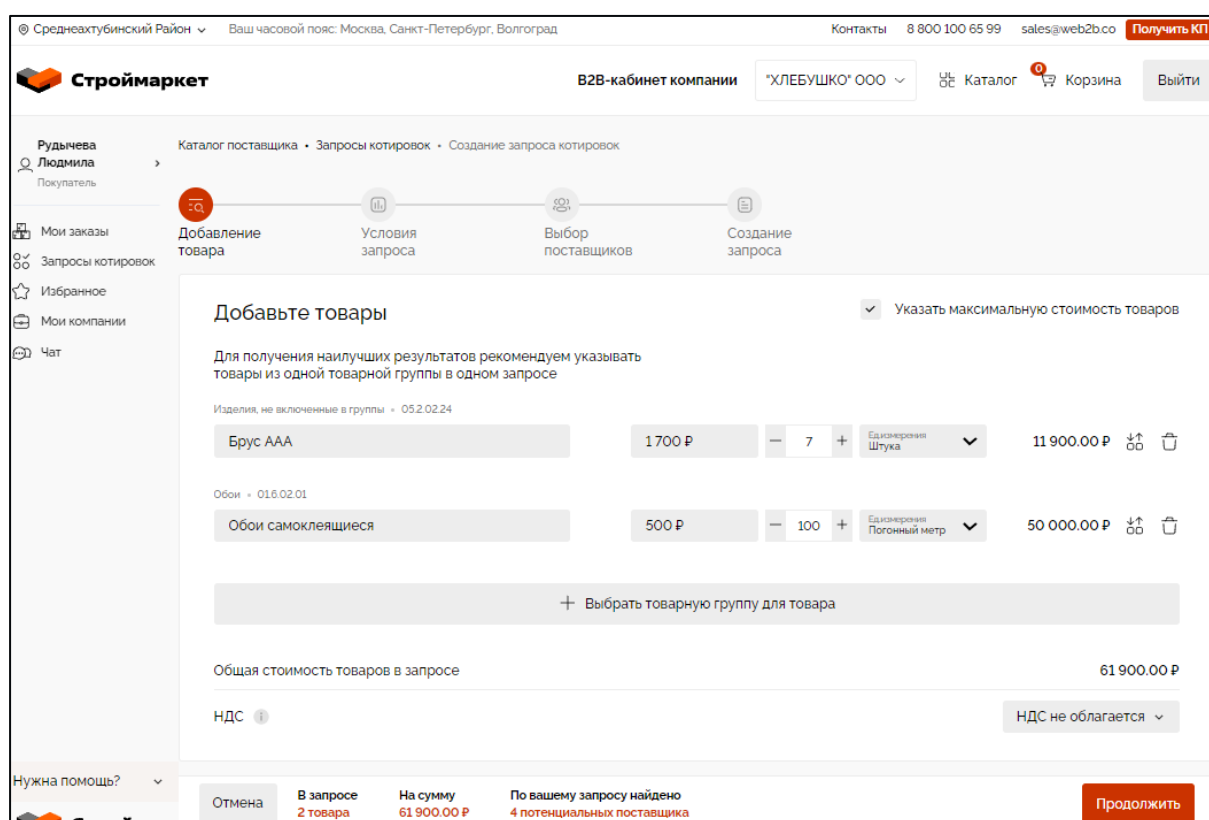 Среднеахтубинский Район Ваш часовой пояс: Москва, Санкт-Петербург, Волгоград Контакты 8 800 100 65 99 sales@web2b.co Получить КП
Строймаркет B2B-кабинет компании "ХЛЕБУШКО" ООО Каталог 0 Корзина Выйти
Рудычева
Людмила
Покупатель
Мои заказы
Запросы котировок
Избранное
Мои компании
Чат
Каталог поставщика • Запросы котировок • Создание запроса котировок
Добавление
товара
Условия
запроса
Выбор
поставщиков
Создание
запроса
Добавьте товары Указать максимальную стоимость товаров
Для получения наилучших результатов рекомендуем указывать
товары из одной товарной группы в одном запросе
Изделия, не включенные в группы • 05.2.02.24
Брус ААА 1 700 ₽ — 7 + Ед.измерения Штука 11 900.00 ₽
Обои • 01.6.02.01
Обои самоклеящиеся 500 ₽ — 100 + Ед.измерения Погонный метр 50 000.00 ₽
+ Выбрать товарную группу для товара
Общая стоимость товаров в запросе 61 900.00 ₽
НДС НДС не облагается
Нужна помощь?
Отмена
В запросе
2 товара
На сумму
61 900.00 ₽
По вашему запросу найдено
4 потенциальных поставщика
Продолжить